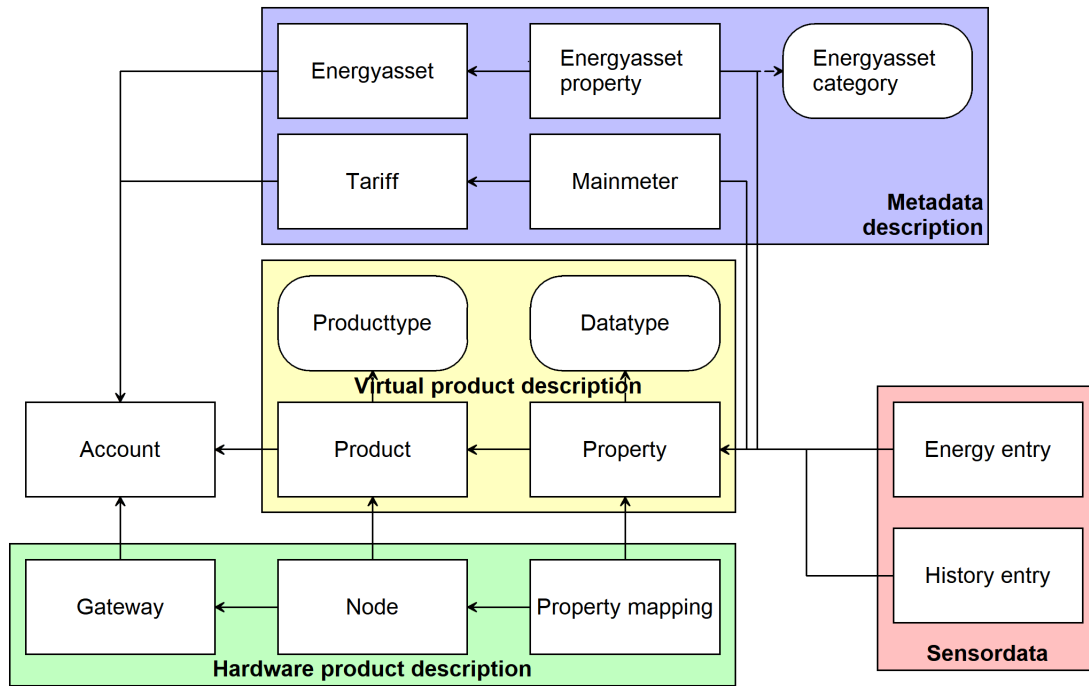 Energyasset
Energyasset
property
Energyasset
category
Tariff
Mainmeter
Metadata
description
Producttype
Datatype
Virtual product description
Account
Product
Property
Energy entry
Gateway
Node
Property mapping
History entry
Hardware product description
Sensordata